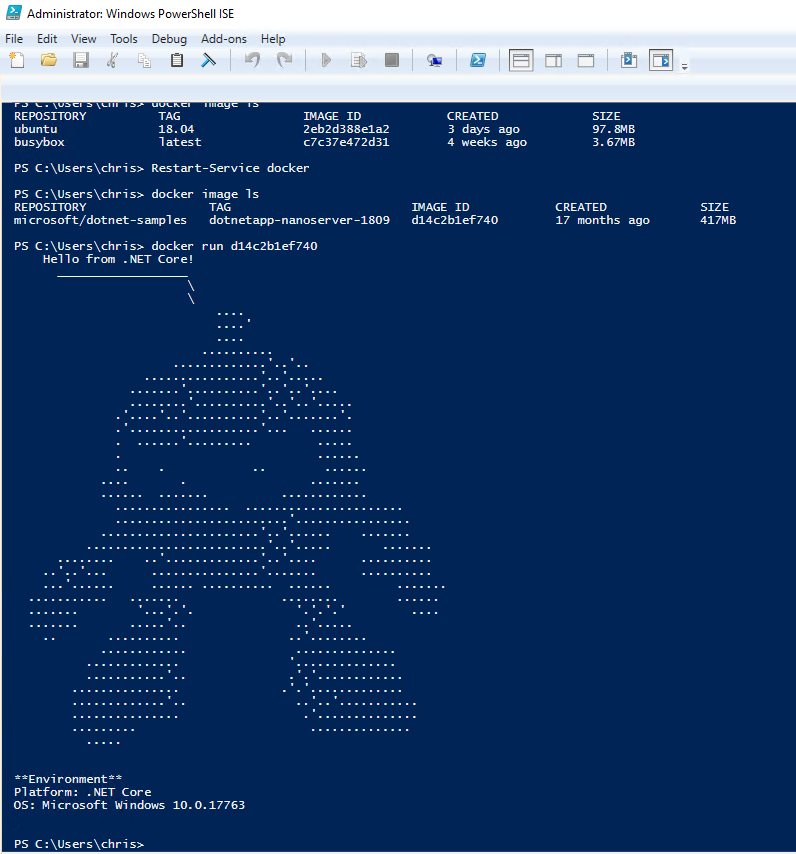 Administrator: Windows PowerShell ISE
File Edit View Tools Debug Add-ons Help
PS C:\Users\chris> docker image ls
REPOSITORY TAG IMAGE ID CREATED SIZE
ubuntu 18.04 2eb2d388e1a2 3 days ago 97.8MB
busybox latest c7c37e472d31 4 weeks ago 3.67MB
PS C:\Users\chris> Restart-Service docker
PS C:\Users\chris> docker image ls
REPOSITORY TAG IMAGE ID CREATED SIZE
microsoft/dotnet-samples dotnetapp-nanoserver-1809 d14c2b1ef740 17 months ago 417MB
PS C:\Users\chris> docker run d14c2b1ef740
Hello from .NET Core!
**Environment**
Platform: .NET Core
OS: Microsoft Windows 10.0.17763
PS C:\Users\chris>